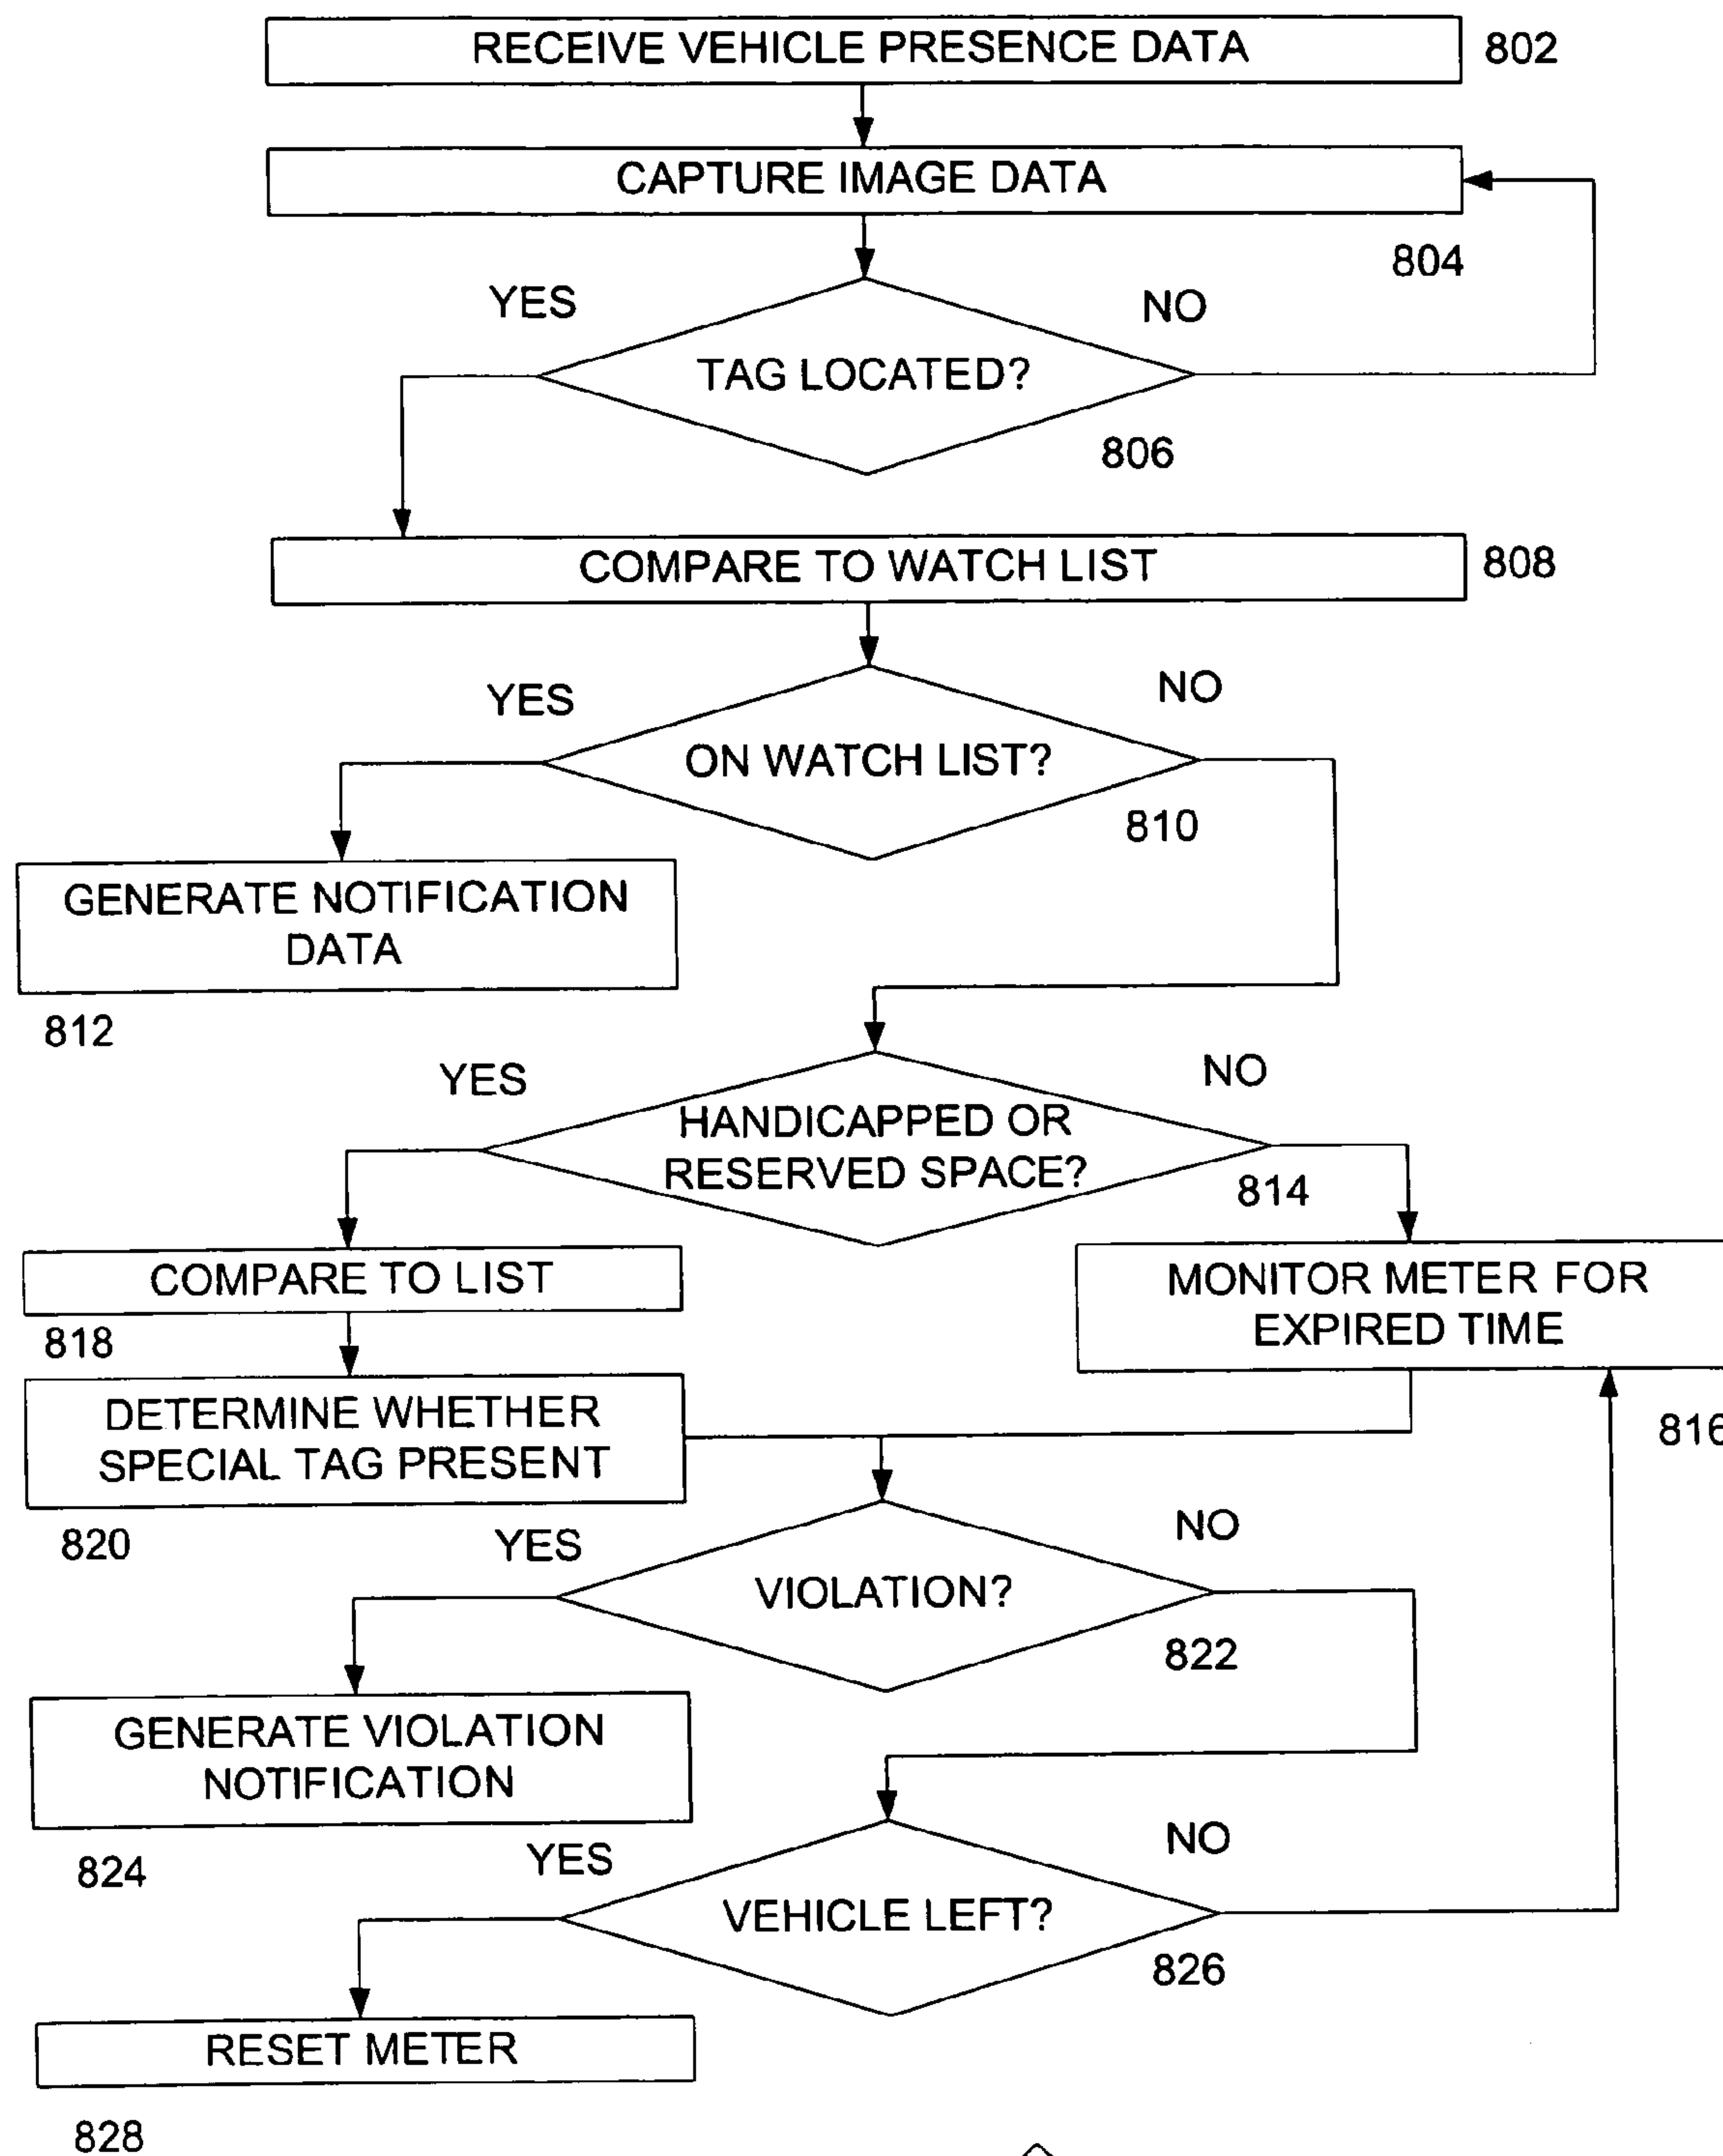 RECEIVE VEHICLE PRESENCE DATA 802
CAPTURE IMAGE DATA
804
YES NO
TAG LOCATED?
806
COMPARE TO WATCH LIST 808
YES NO
ON WATCH LIST?
810
GENERATE NOTIFICATION
DATA
812
YES NO
HANDICAPPED OR
RESERVED SPACE?
814
COMPARE TO LIST
818
MONITOR METER FOR
EXPIRED TIME
816
DETERMINE WHETHER
SPECIAL TAG PRESENT
820
YES NO
VIOLATION?
822
GENERATE VIOLATION
NOTIFICATION
824
YES NO
VEHICLE LEFT?
826
RESET METER
828